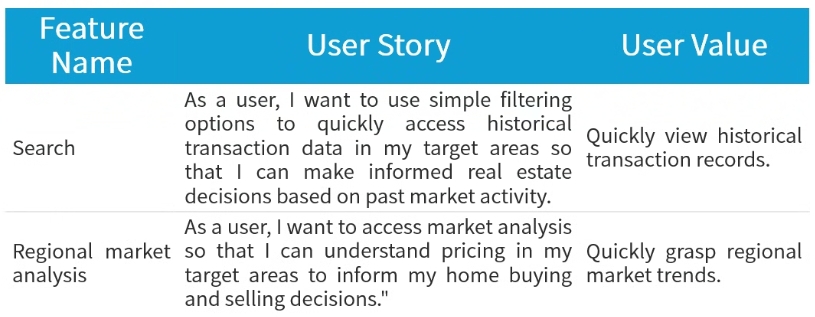 Feature
Name
User Story
User Value
Search
As a user, I want to use simple filtering
options to quickly access historical
transaction data in my target areas so
that I can make informed real estate
decisions based on past market activity.
Quickly view historical
transaction records.
Regional market
analysis
As a user, I want to access market analysis
so that I can understand pricing in my
target areas to inform my home buying
and selling decisions."
Quickly grasp regional
market trends.